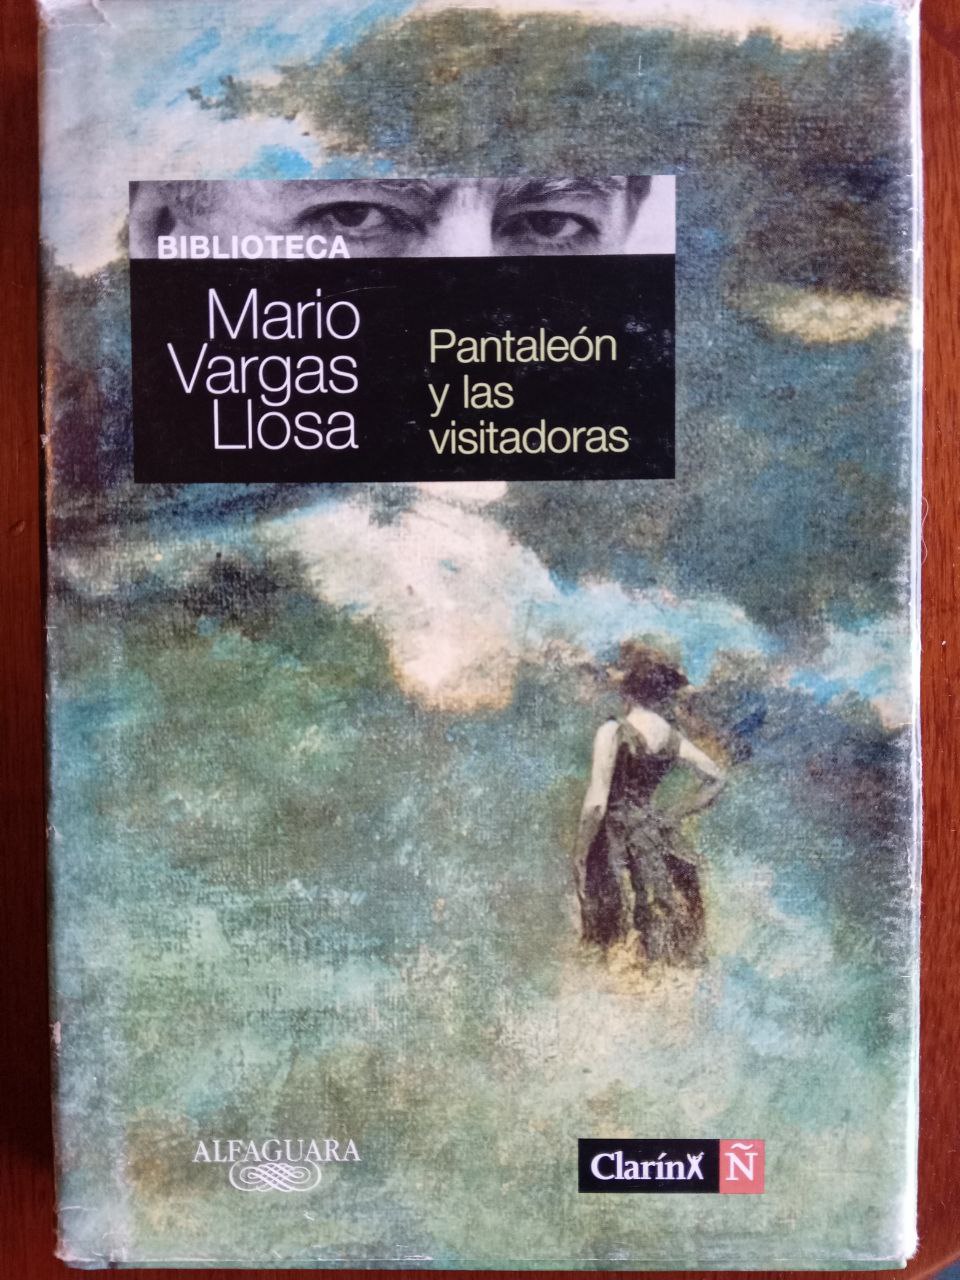 BIBLIOTECA
Mario
Vargas
Llosa
Pantaleón
y las
visitadoras
ALFAGUARA
Clarín Ñ